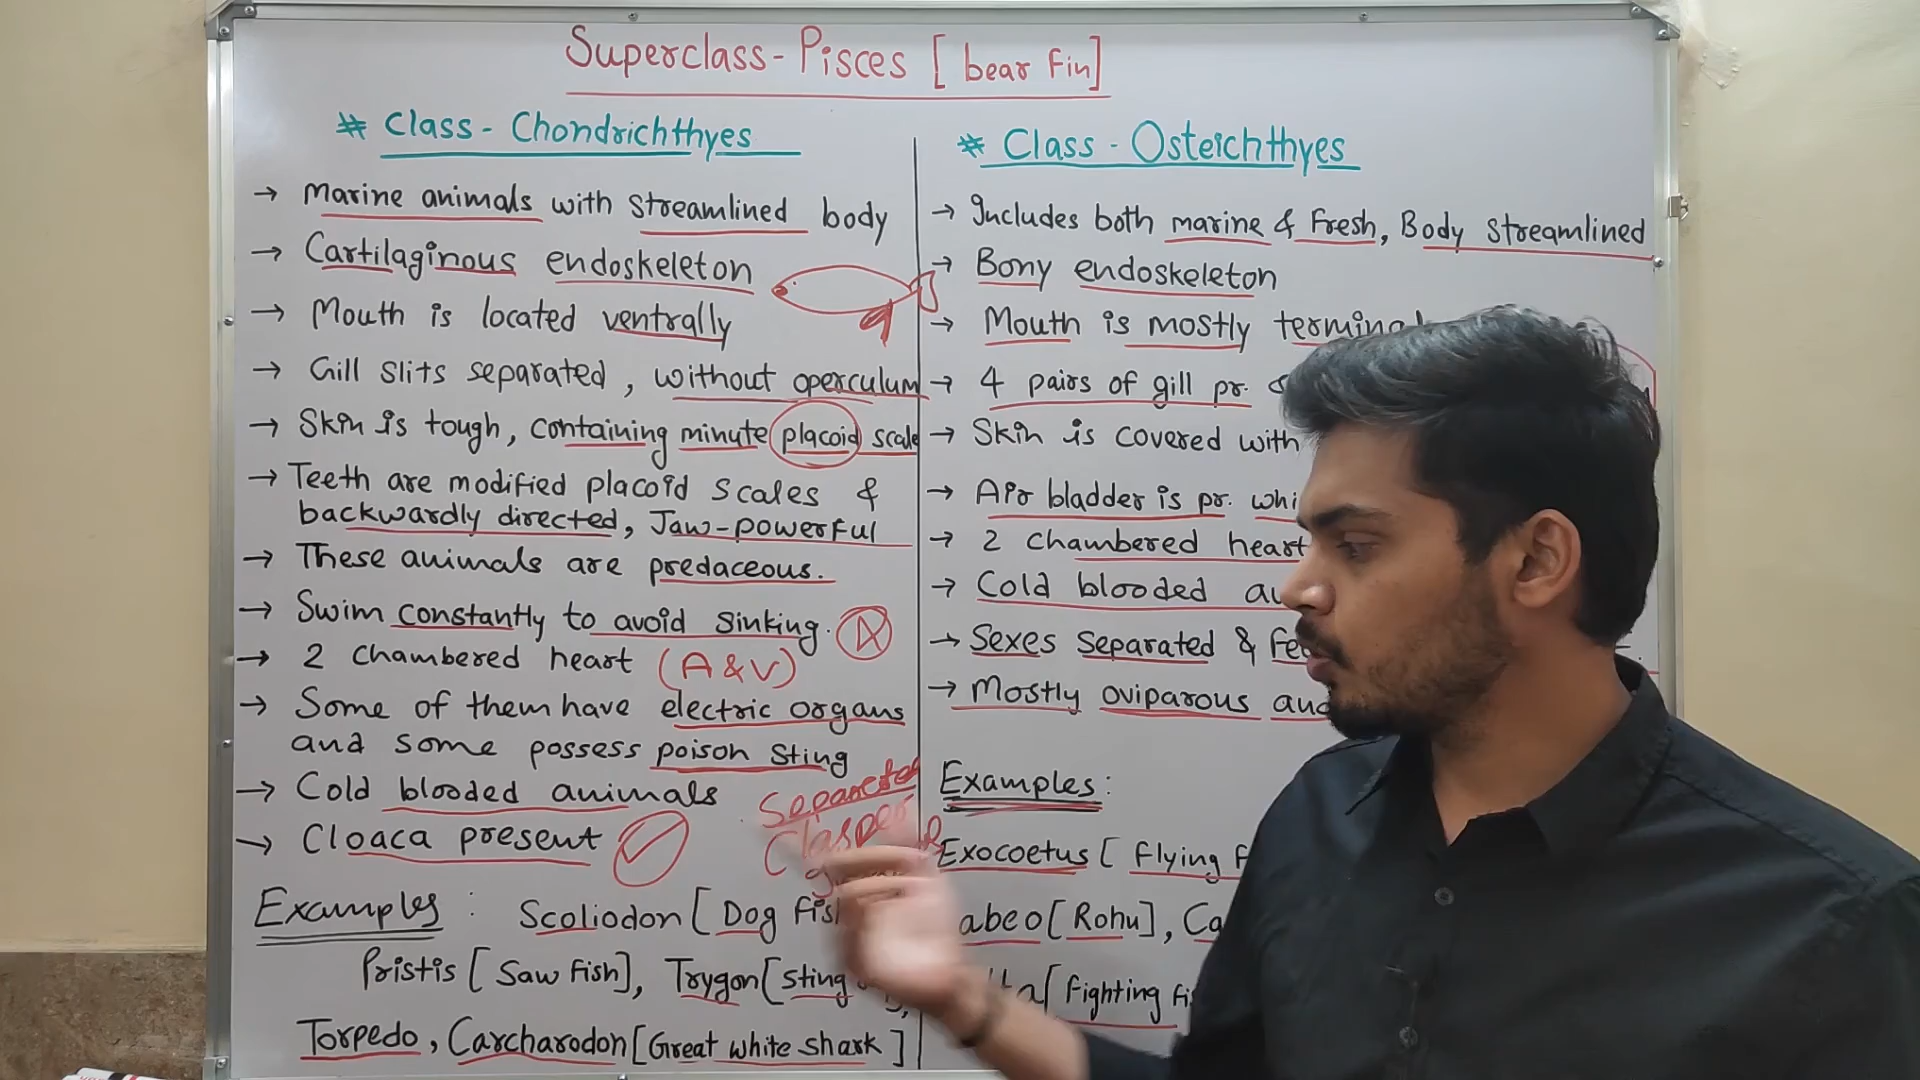 Superclass - Pisces [ bear fin]
# Class - Chondrichthyes
→ Marine animals with streamlined body
→ Cartilaginous endoskeleton
→ Mouth is located ventrally
→ Gill slits separated, without operculum
→ Skin is tough, containing minute placoid scale
→ Teeth are modified placoid scales &
backwardly directed, Jaw-powerful
→ These animals are predaceous.
→ Swim constantly to avoid sinking.
→ 2 chambered heart (A & V)
→ Some of them have electric organs
and some possess poison sting
→ Cold blooded animals
→ Cloaca present
Examples : Scoliodon [ Dog
Pristis [ Saw fish], Trygon [ sting
Torpedo, Carcharodon [Great white shark ]
# Class - Osteichthyes
→ Includes both marine & Fresh, Body streamlined
→ Bony endoskeleton
→ Mouth is mostly
→ 4 pairs of gill pr.
→ Skin is covered with
→ Air bladder is pr.
→ 2 chambered heart
→ Cold blooded
→ Sexes separated &
→ Mostly oviparous
Examples :
Exocoetus [ flying
[Rohu],
[ Fighting